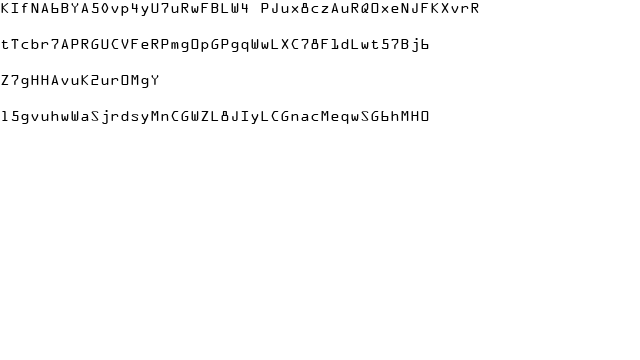 KIfNA6BYA50vp4yU7uRwFBLW4 PJux8czAuRQOxeNJFKXvrR
tTcbr7APRGUCVFeRPmgOpGPgqWwLXC78F1dLwt57Bj6
Z7gHHAvuK2urOMgY
l5gvuhwWaSjrdsyMnCGWZL8JIyLCGnacMeqwSG6hMHO